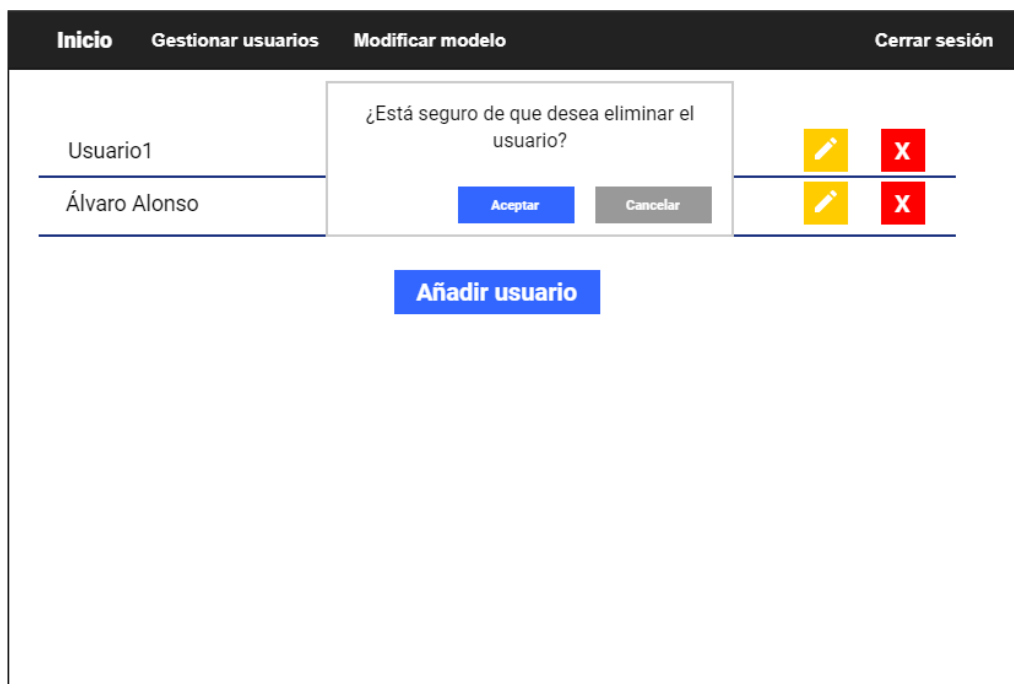 Inicio Gestionar usuarios Modificar modelo Cerrar sesión
¿Está seguro de que desea eliminar el
usuario?
Usuario1 X
Álvaro Alonso X
Aceptar Cancelar
Añadir usuario